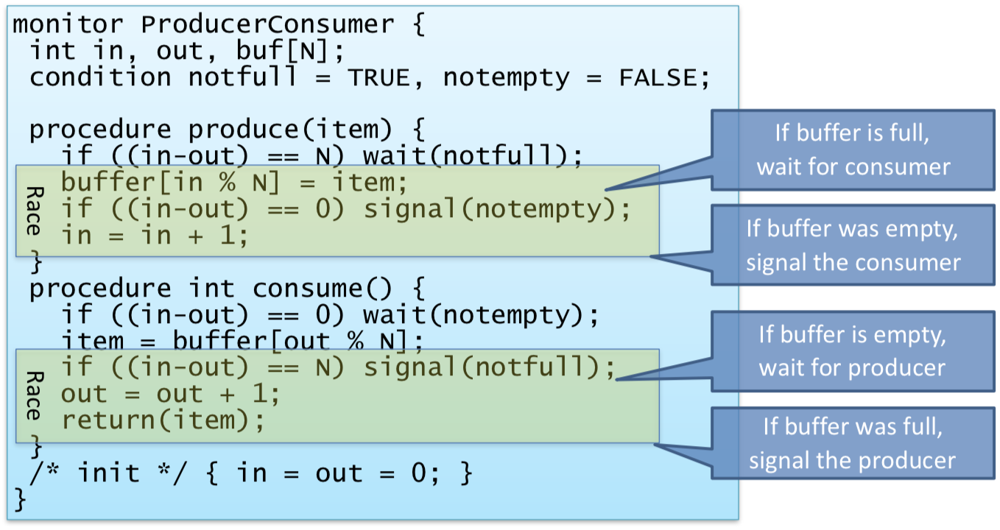 monitor ProducerConsumer {
int in, out, buf[N];
condition notfull = TRUE, notempty = FALSE;
procedure produce(item) {
if ((in-out) == N) wait(notfull);
buffer[in % N] = item;
if ((in-out) == 0) signal(notempty);
in = in + 1;
}
Race
procedure int consume() {
if ((in-out) == 0) wait(notempty);
item = buffer[out % N];
if ((in-out) == N) signal(notfull);
out = out + 1;
return(item);
}
Race
/* init */ { in = out = 0; }
}
If buffer is full,
wait for consumer
If buffer was empty,
signal the consumer
If buffer is empty,
wait for producer
If buffer was full,
signal the producer